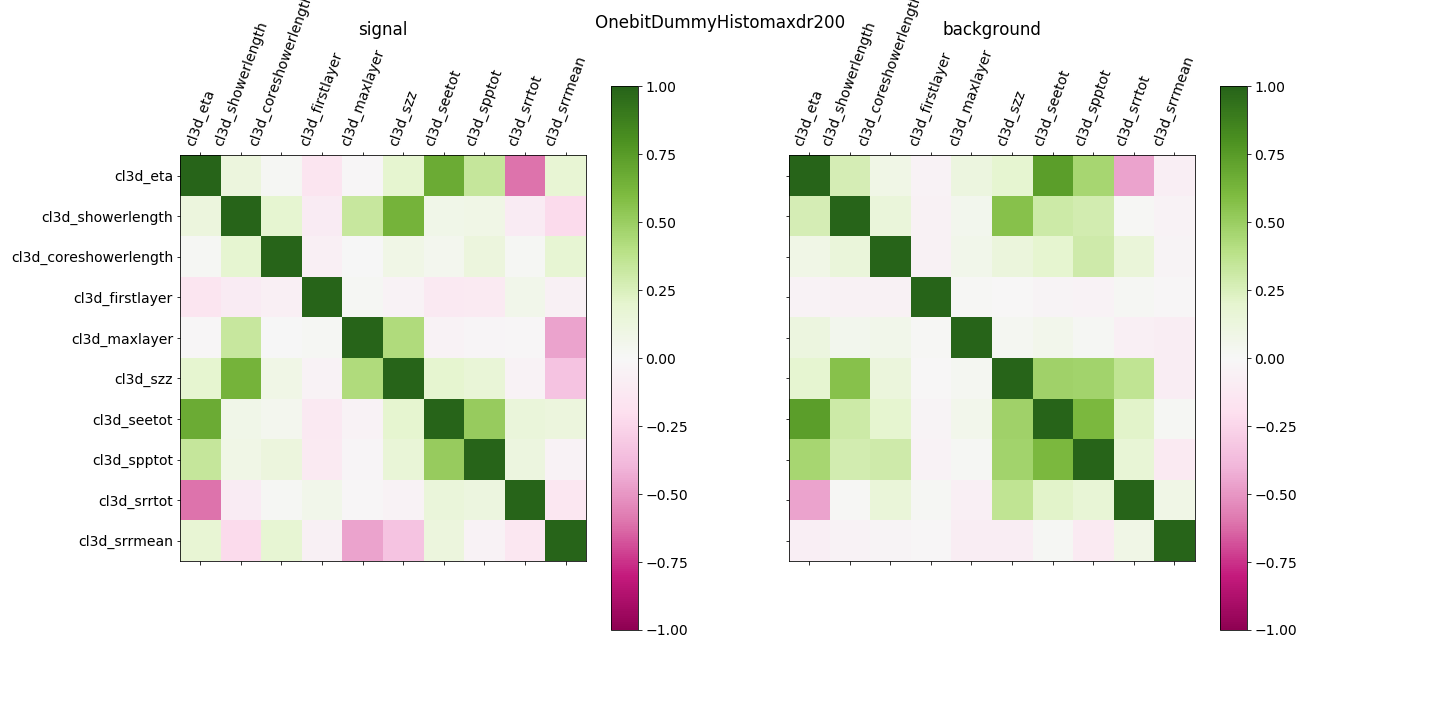 OnebitDummyHistomaxdr200
signal
cl3d_eta
cl3d_showerlength
cl3d_coreshowerlength
cl3d_firstlayer
cl3d_maxlayer
cl3d_szz
cl3d_seetot
cl3d_spptot
cl3d_srrtot
cl3d_srrmean
cl3d_eta
cl3d_showerlength
cl3d_coreshowerlength
cl3d_firstlayer
cl3d_maxlayer
cl3d_szz
cl3d_seetot
cl3d_spptot
cl3d_srrtot
cl3d_srrmean
1.00
0.75
0.50
0.25
0.00
−0.25
−0.50
−0.75
−1.00
background
cl3d_eta
cl3d_showerlength
cl3d_coreshowerlength
cl3d_firstlayer
cl3d_maxlayer
cl3d_szz
cl3d_seetot
cl3d_spptot
cl3d_srrtot
cl3d_srrmean
1.00
0.75
0.50
0.25
0.00
−0.25
−0.50
−0.75
−1.00